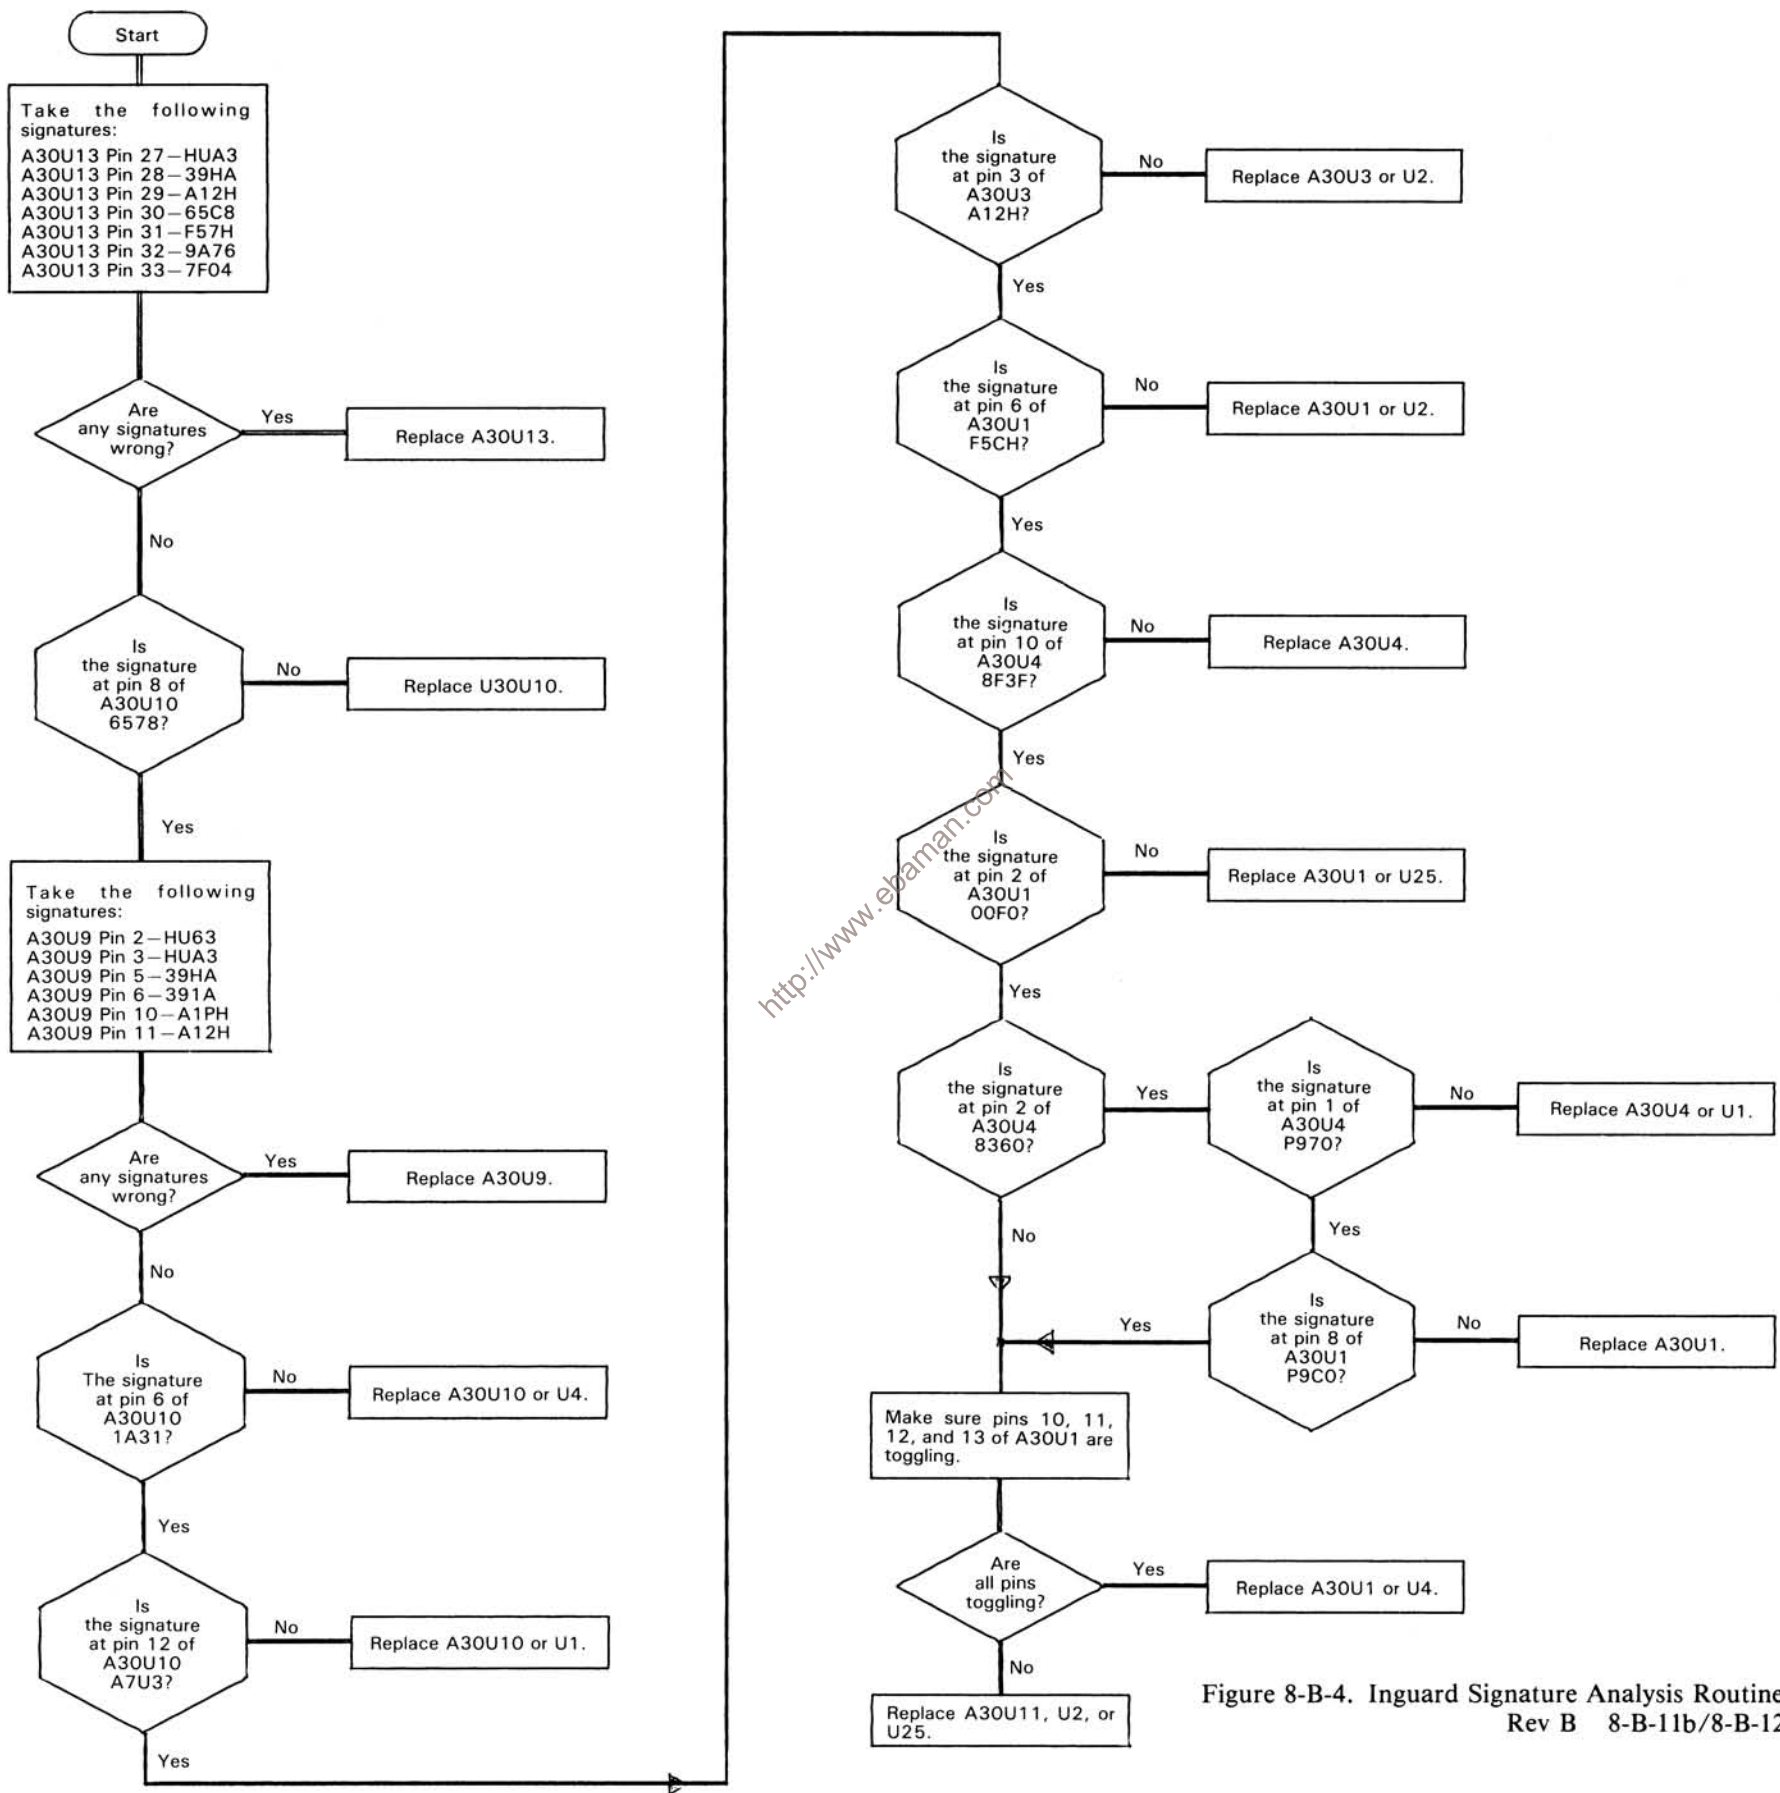 Start
Take the following
signatures:
A30U13 Pin 27—HUA3
A30U13 Pin 28—39HA
A30U13 Pin 29—A12H
A30U13 Pin 30—65C8
A30U13 Pin 31—F57H
A30U13 Pin 32—9A76
A30U13 Pin 33—7F04
Are
any signatures
wrong?
Yes
Replace A30U13.
No
Is
the signature
at pin 8 of
A30U10
6578?
No
Replace U30U10.
Yes
Take the following
signatures:
A30U9 Pin 2—HU63
A30U9 Pin 3—HUA3
A30U9 Pin 5—39HA
A30U9 Pin 6—391A
A30U9 Pin 10—A1PH
A30U9 Pin 11—A12H
Are
any signatures
wrong?
Yes
Replace A30U9.
No
Is
The signature
at pin 6 of
A30U10
1A31?
No
Replace A30U10 or U4.
Yes
Is
the signature
at pin 12 of
A30U10
A7U3?
No
Replace A30U10 or U1.
Yes
Is
the signature
at pin 3 of
A30U3
A12H?
No
Replace A30U3 or U2.
Yes
Is
the signature
at pin 6 of
A30U1
F5CH?
No
Replace A30U1 or U2.
Yes
Is
the signature
at pin 10 of
A30U4
8F3F?
No
Replace A30U4.
Yes
Is
the signature
at pin 2 of
A30U1
00F0?
No
Replace A30U1 or U25.
Yes
Is
the signature
at pin 2 of
A30U4
8360?
Yes
Is
the signature
at pin 1 of
A30U4
P970?
No
Replace A30U4 or U1.
Yes
Is
the signature
at pin 8 of
A30U1
P9C0?
No
Replace A30U1.
Yes
No
Make sure pins 10, 11,
12, and 13 of A30U1 are
toggling.
Are
all pins
toggling?
Yes
Replace A30U1 or U4.
No
Replace A30U11, U2, or
U25.
http://www.ebaman.com
Figure 8-B-4. Inguard Signature Analysis Routine
Rev B 8-B-11b/8-B-12